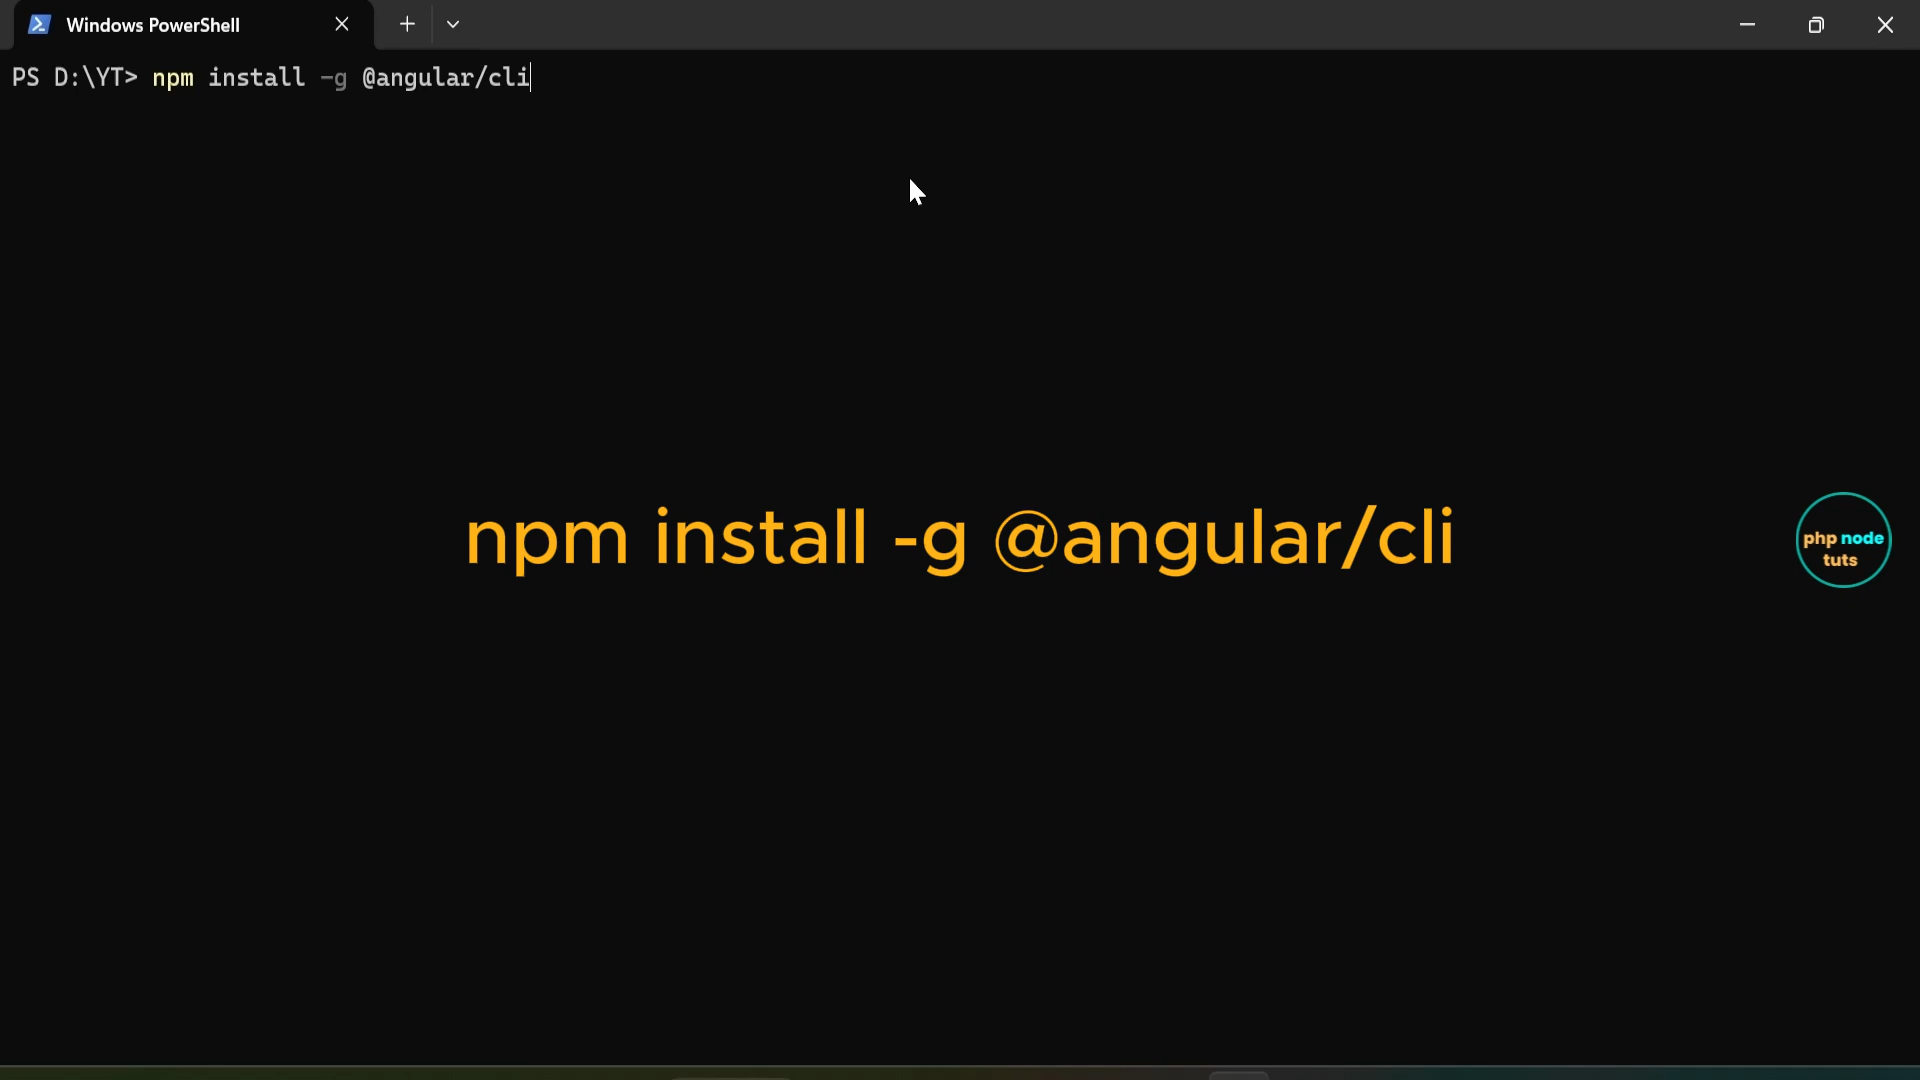 Windows PowerShell
PS D:\YT> npm install -g @angular/cli
npm install -g @angular/cli
php node
tuts